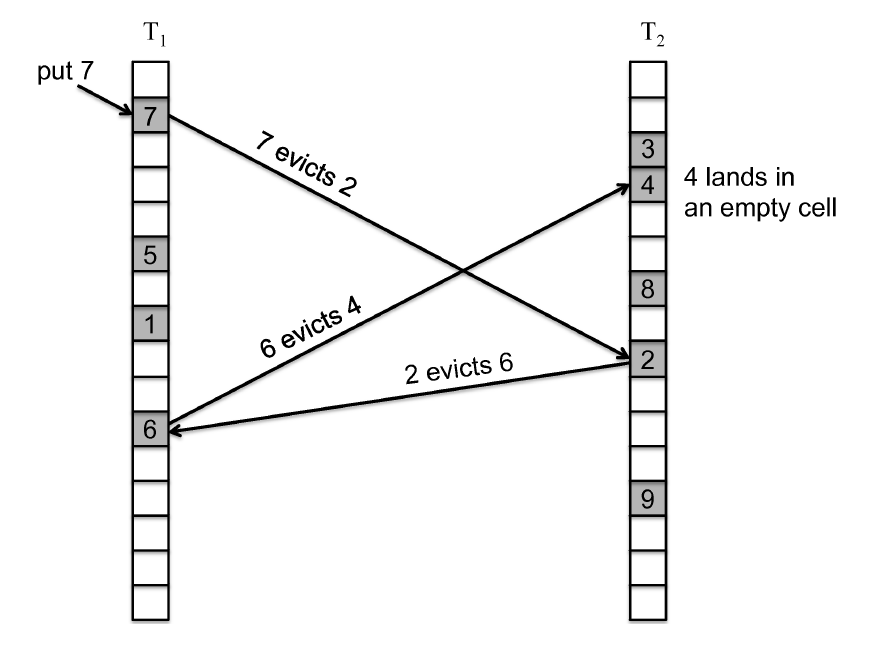 T1
T2
put 7
7
7 evicts 2
3
4
4 lands in
an empty cell
5
8
1
6 evicts 4
2
2 evicts 6
6
9